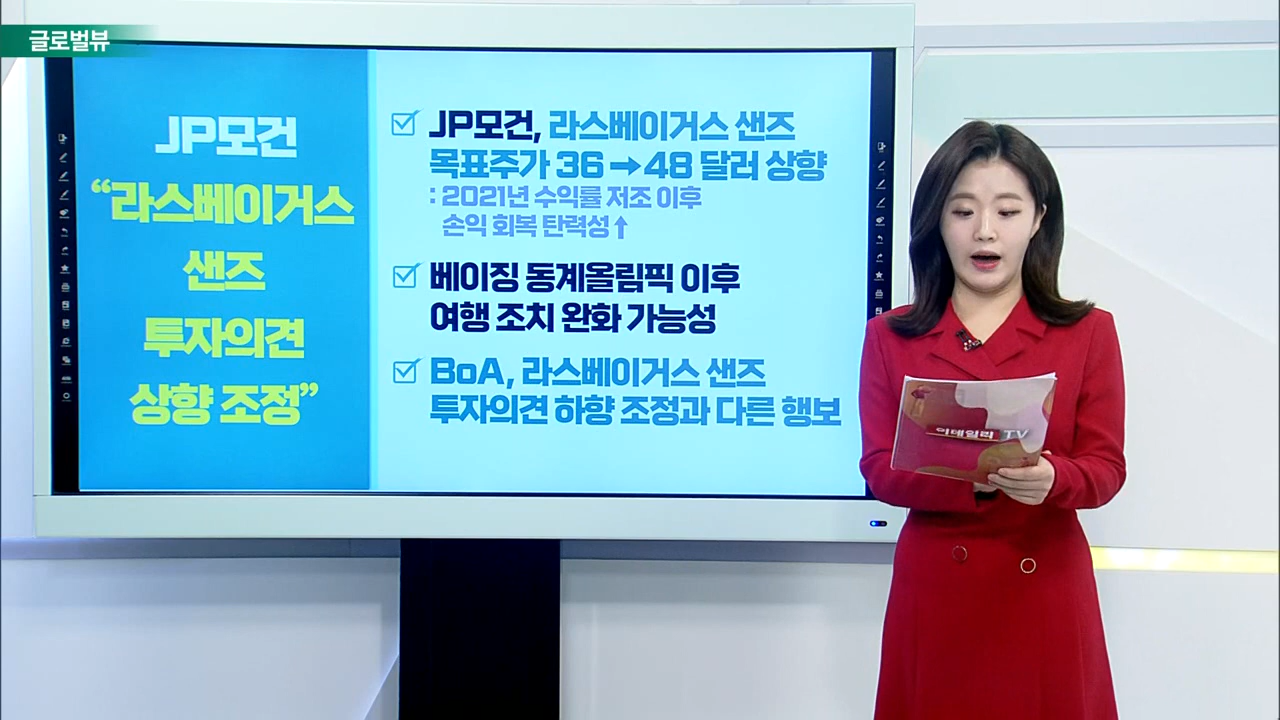 글로벌뷰
JP모건
“라스베이거스
샌즈
투자의견
상향 조정”
JP모건, 라스베이거스 샌즈
목표주가 36→48 달러 상향
: 2021년 수익률 저조 이후
손익 회복 탄력성↑
베이징 동계올림픽 이후
여행 조치 완화 가능성
BoA, 라스베이거스 샌즈
투자의견 하향 조정과 다른 행보
이데일리 TV